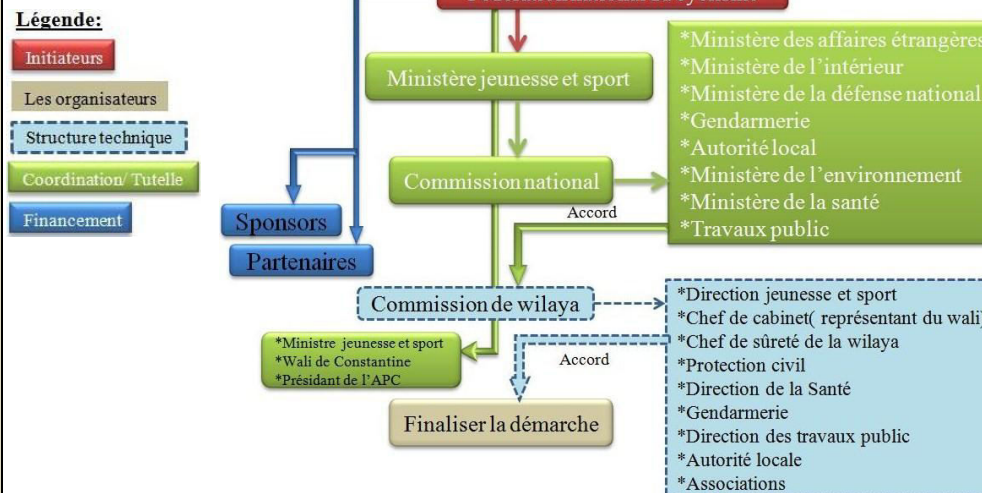 Légende:
Initiateurs
Les organisateurs
Structure technique
Coordination/ Tutelle
Financement
Ministère jeunesse et sport
Commission national
Accord
*Ministère des affaires étrangères
*Ministère de l'intérieur
*Ministère de la défense national
*Gendarmerie
*Autorité local
*Ministère de l'environnement
*Ministère de la santé
*Travaux public
Sponsors
Partenaires
Commission de wilaya
*Ministre jeunesse et sport
*Wali de Constantine
*Présidant de l'APC
Accord
Finaliser la démarche
*Direction jeunesse et sport
*Chef de cabinet( représentant du wali)
*Chef de sûreté de la wilaya
*Protection civil
*Direction de la Santé
*Gendarmerie
*Direction des travaux public
*Autorité locale
*Associations